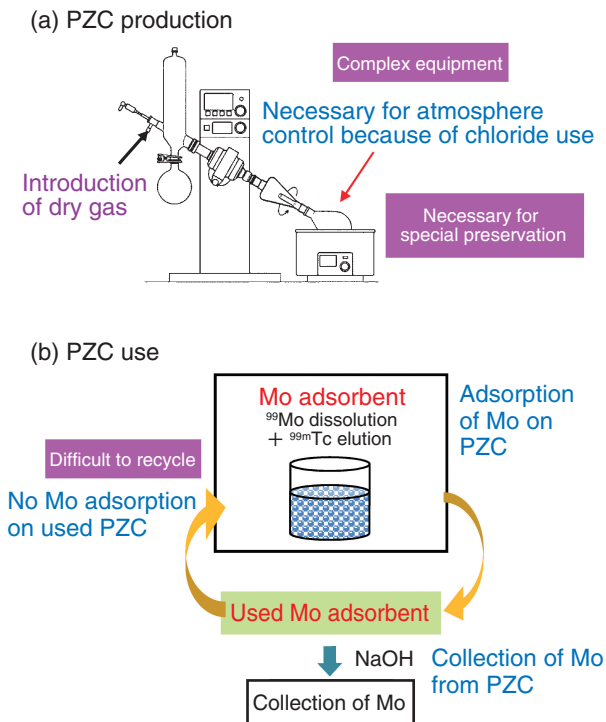 (a) PZC production
Complex equipment
Necessary for atmosphere
control because of chloride use
Introduction
of dry gas
Necessary for
special preservation
(b) PZC use
Mo adsorbent
⁹⁹Mo dissolution
+ ⁹⁹ᵐTc elution
Adsorption
of Mo on
PZC
Difficult to recycle
No Mo adsorption
on used PZC
Used Mo adsorbent
NaOH
Collection of Mo
from PZC
Collection of Mo